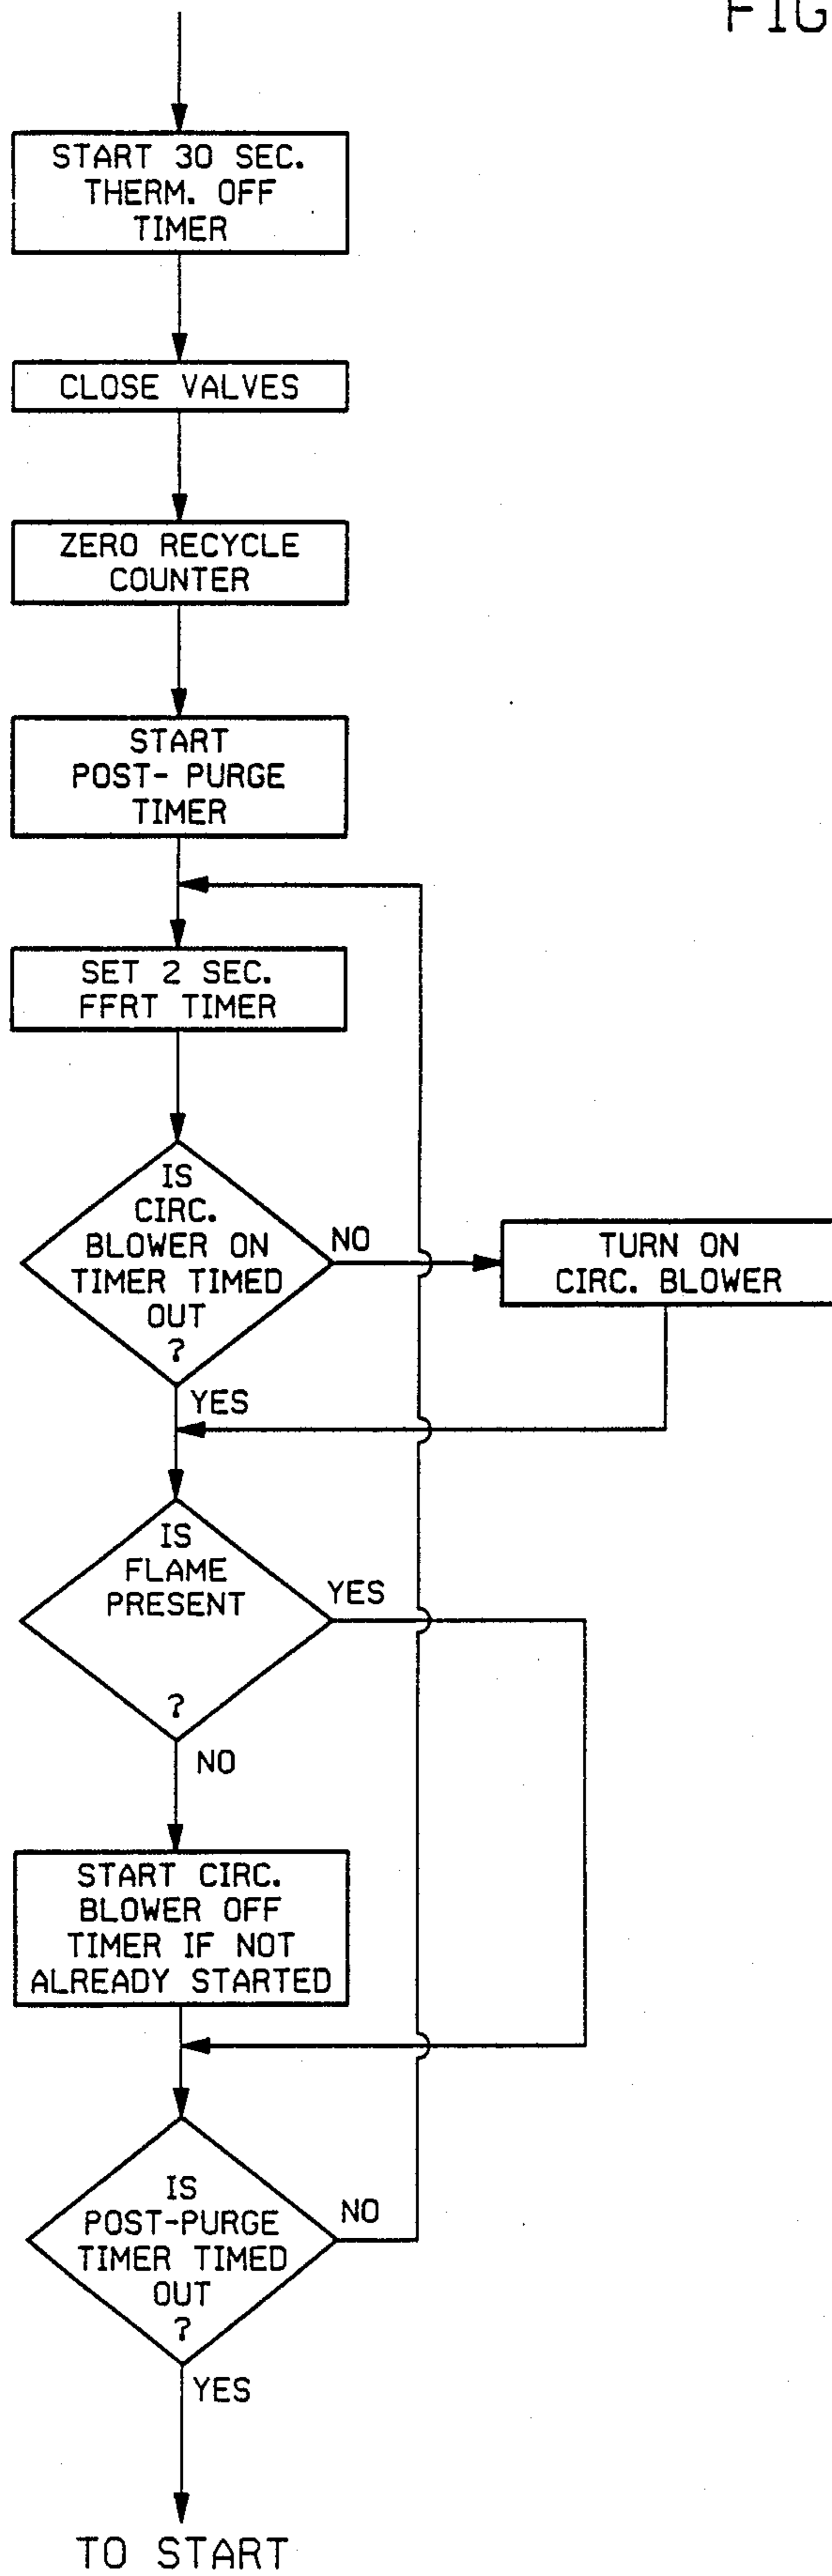 FIG
START 30 SEC.
THERM. OFF
TIMER
CLOSE VALVES
ZERO RECYCLE
COUNTER
START
POST- PURGE
TIMER
SET 2 SEC.
FFRT TIMER
IS
CIRC.
BLOWER ON
TIMER TIMED
OUT
?
NO
TURN ON
CIRC. BLOWER
YES
IS
FLAME
PRESENT
?
YES
NO
START CIRC.
BLOWER OFF
TIMER IF NOT
ALREADY STARTED
IS
POST-PURGE
TIMER TIMED
OUT
?
NO
YES
TO START